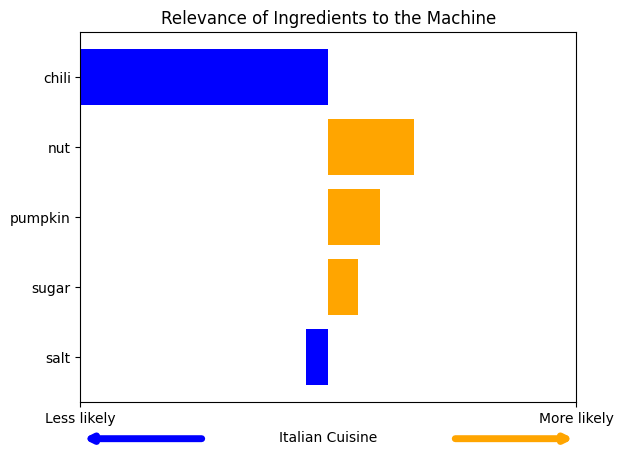 Relevance of Ingredients to the Machine
chili
nut
pumpkin
sugar
salt
Less likely
More likely
Italian Cuisine